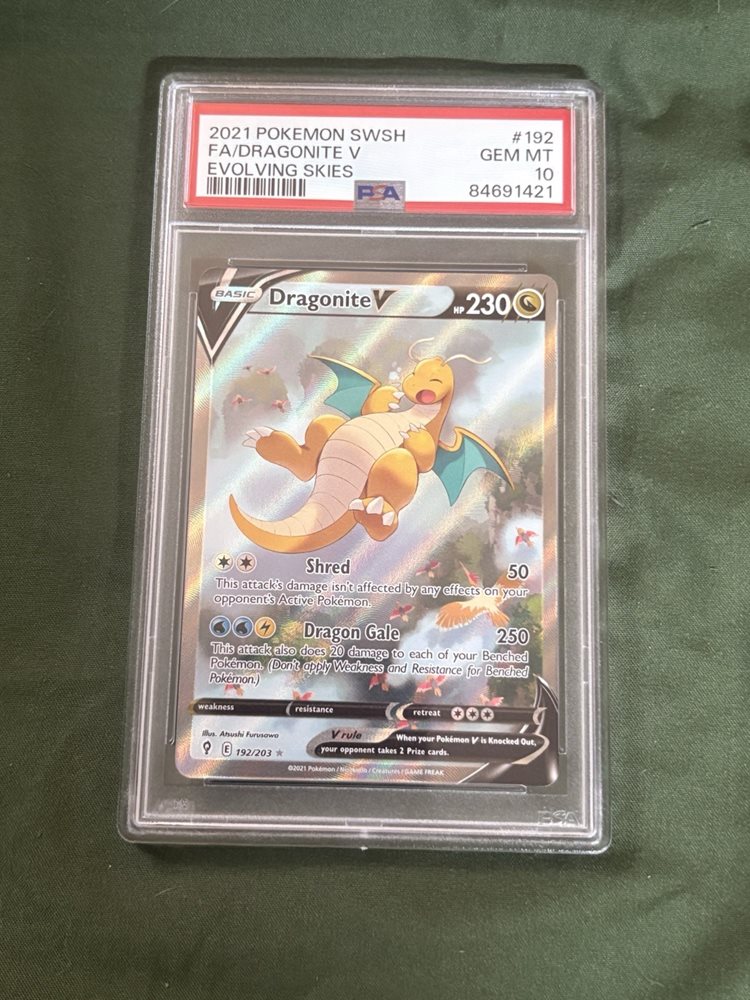 2021 POKEMON SWSH #192
FA/DRAGONITE V GEM MT
EVOLVING SKIES 10
PSA 84691421
BASIC Dragonite V HP 230
Shred 50
This attack's damage isn't affected by any effects on your
opponent's Active Pokémon.
Dragon Gale 250
This attack also does 20 damage to each of your Benched
Pokémon. (Don't apply Weakness and Resistance for Benched
Pokémon.)
weakness resistance retreat
Illus. Atsushi Furusawa
V rule When your Pokémon V is Knocked Out,
your opponent takes 2 Prize cards.
E 192/203
©2021 Pokémon / Nintendo / Creatures / GAME FREAK
PSA